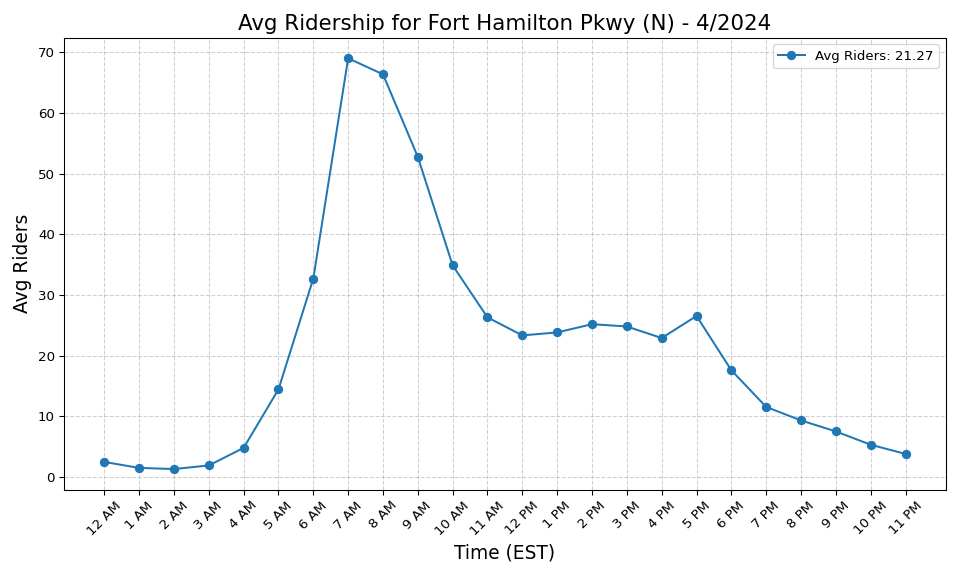 Avg Ridership for Fort Hamilton Pkwy (N) - 4/2024
Avg Riders: 21.27
Avg Riders
70
60
50
40
30
20
10
0
12 AM
1 AM
2 AM
3 AM
4 AM
5 AM
6 AM
7 AM
8 AM
9 AM
10 AM
11 AM
12 PM
1 PM
2 PM
3 PM
4 PM
5 PM
6 PM
7 PM
8 PM
9 PM
10 PM
11 PM
Time (EST)